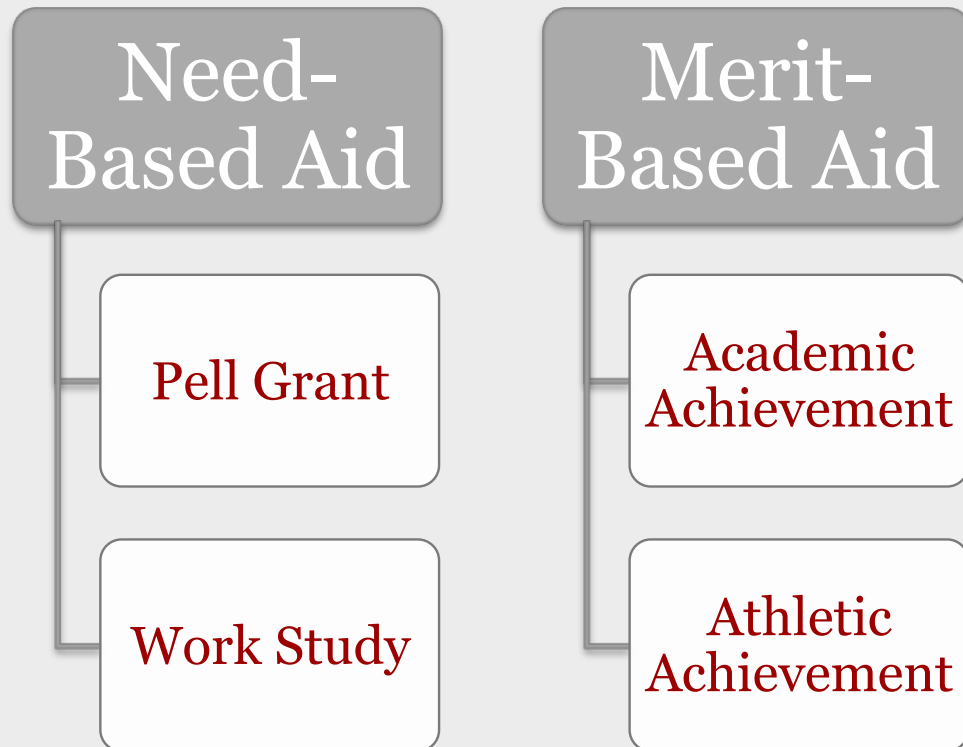 Need-
Based Aid
Pell Grant
Work Study
Merit-
Based Aid
Academic
Achievement
Athletic
Achievement